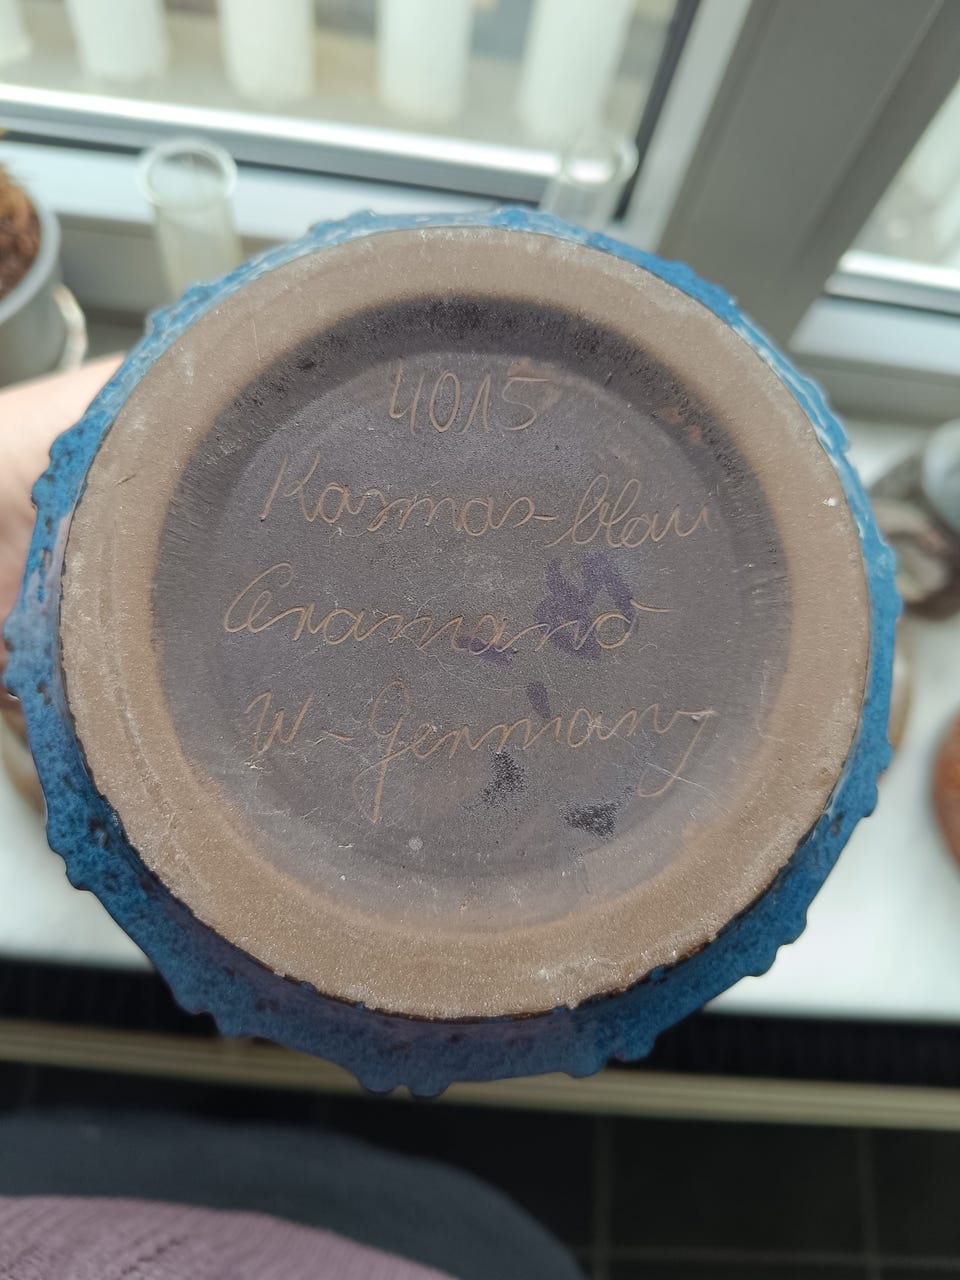 4015
Kosmos-blau
Ceramano
W-Germany